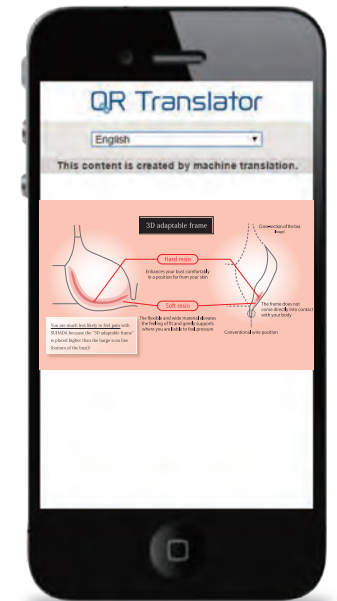 QR Translator
English
This content is created by machine translation.
3D adaptable frame
Cross-section of the bra
Hard resin
Enhances your bust comfortably
in a position far from your skin
Soft resin
The flexible and wide material elevates
the feeling of fit and gently supports
where you are liable to feel pressure
The frame does not
come directly into contact
with your body
Conventional wire position
You are much less likely to feel pain with
SUHADA because the "3D adaptable frame"
is placed higher than the barge scan line
(bottom of the bust)!